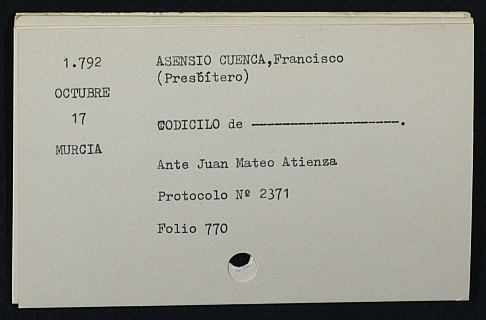 1.792 ASENSIO CUENCA,Francisco
(Presbítero)
OCTUBRE
17 CODICILO de -------------------.
MURCIA
Ante Juan Mateo Atienza
Protocolo Nº 2371
Folio 770